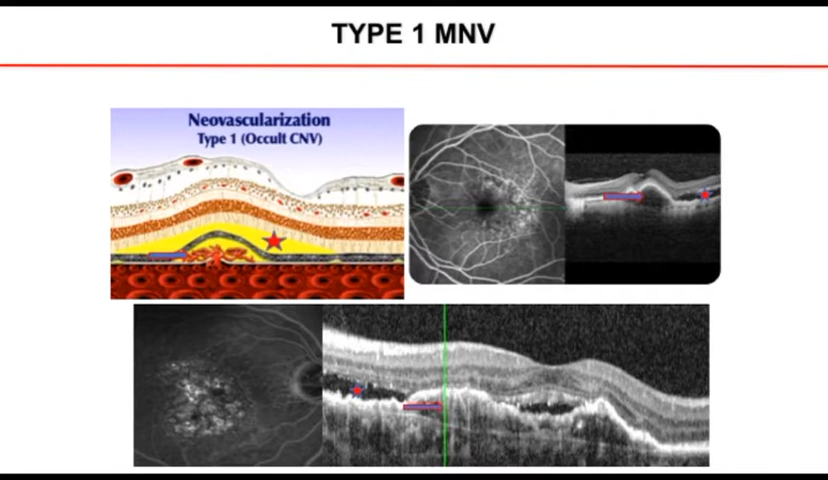 TYPE 1 MNV
Neovascularization
Type 1 (Occult CNV)